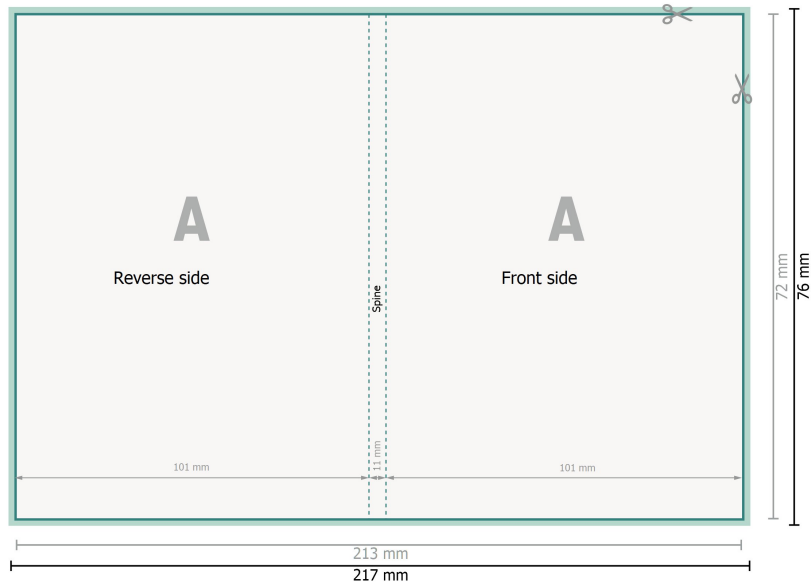 A
A
Reverse side
Front side
Spine
72 mm
76 mm
101 mm
11 mm
101 mm
213 mm
217 mm